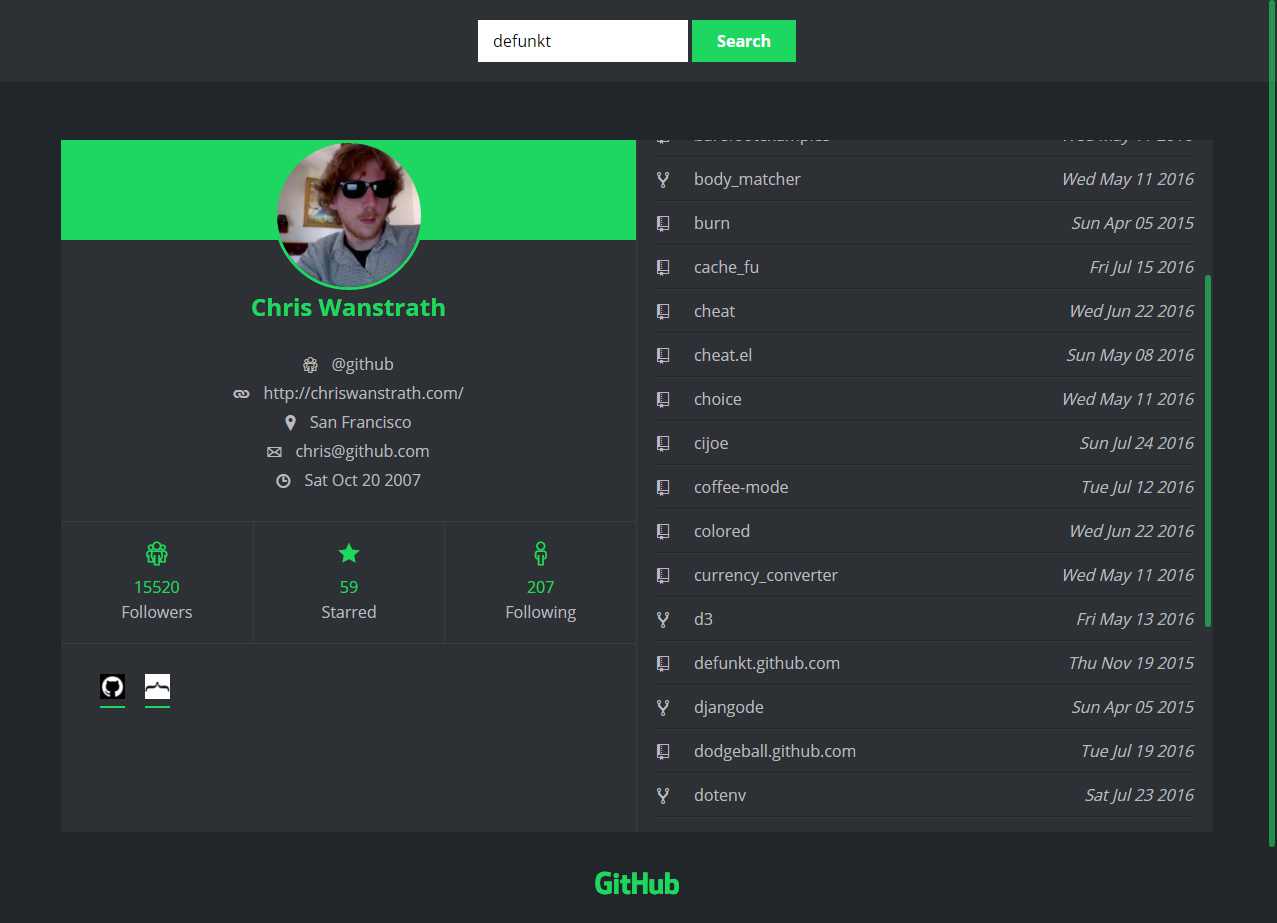 defunkt Search
Chris Wanstrath
@github
http://chriswanstrath.com/
San Francisco
chris@github.com
Sat Oct 20 2007
15520 59 207
Followers Starred Following
body_matcher Wed May 11 2016
burn Sun Apr 05 2015
cache_fu Fri Jul 15 2016
cheat Wed Jun 22 2016
cheat.el Sun May 08 2016
choice Wed May 11 2016
cijoe Sun Jul 24 2016
coffee-mode Tue Jul 12 2016
colored Wed Jun 22 2016
currency_converter Wed May 11 2016
d3 Fri May 13 2016
defunkt.github.com Thu Nov 19 2015
djangode Sun Apr 05 2015
dodgeball.github.com Tue Jul 19 2016
dotenv Sat Jul 23 2016
GitHub